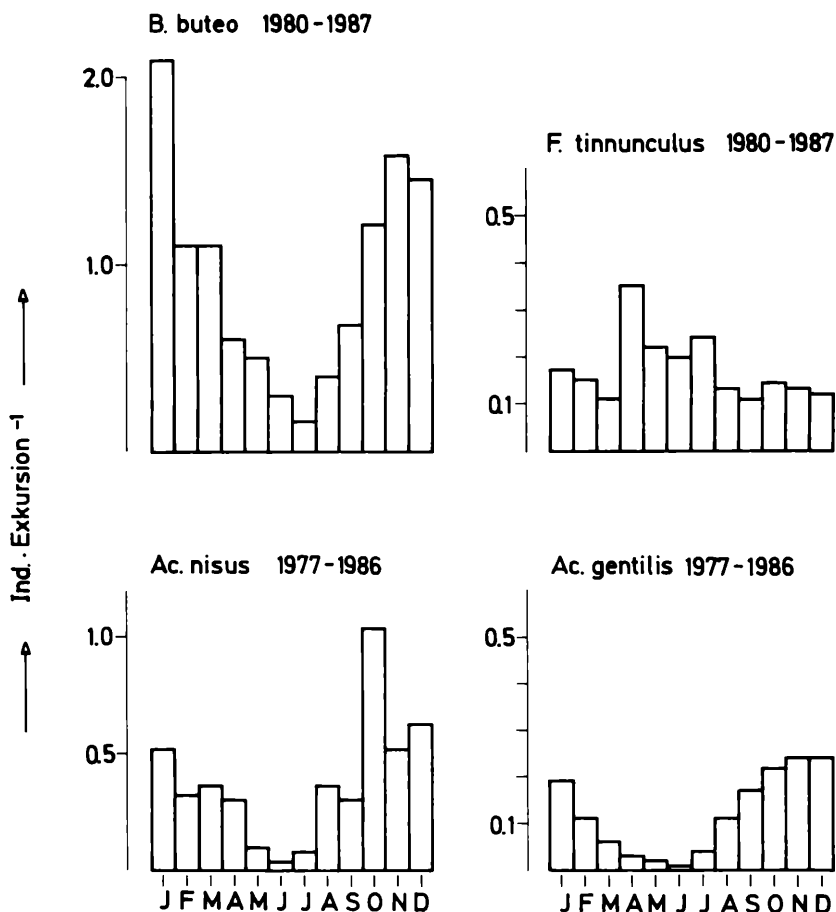 B. buteo 1980-1987
2.0
1.0
F. tinnunculus 1980-1987
0.5
0.1
Ind. · Exkursion -1
Ac. nisus 1977-1986
1.0
0.5
J F M A M J J A S O N D
Ac. gentilis 1977-1986
0.5
0.1
J F M A M J J A S O N D